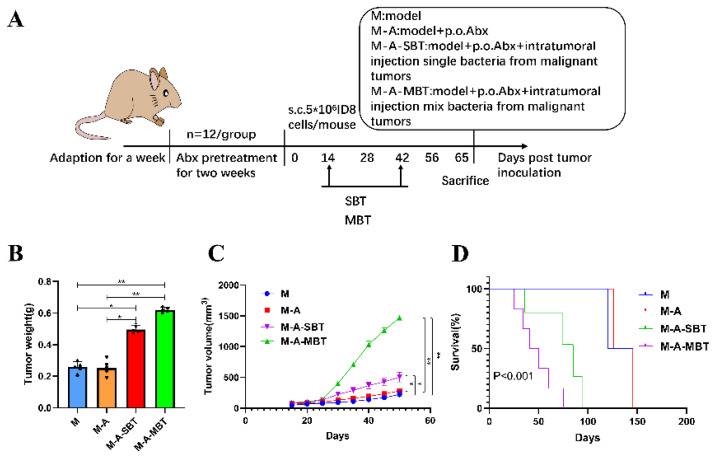 A
M:model
M-A:model+p.o.Abx
M-A-SBT:model+p.o.Abx+intratumoral
injection single bacteria from malignant
tumors
M-A-MBT:model+p.o.Abx+intratumoral
injection mix bacteria from malignant
tumors
s.c.5*10⁶ID8
cells/mouse
n=12/group
Adaption for a week
Abx pretreatment
for two weeks
0 14 28 42 56 65
Days post tumor
inoculation
Sacrifice
SBT
MBT
B
Tumor weight(g)
0.8
0.6
0.4
0.2
0.0
** 
**
*
*
M
M-A
M-A-SBT
M-A-MBT
C
Tumor volume(mm³)
2000
1500
1000
500
0
0 20 40 60
Days
M
M-A
M-A-SBT
M-A-MBT
* * ** **
D
Survival(%)
100
50
0
0 50 100 150 200
Days
P<0.001
M
M-A
M-A-SBT
M-A-MBT